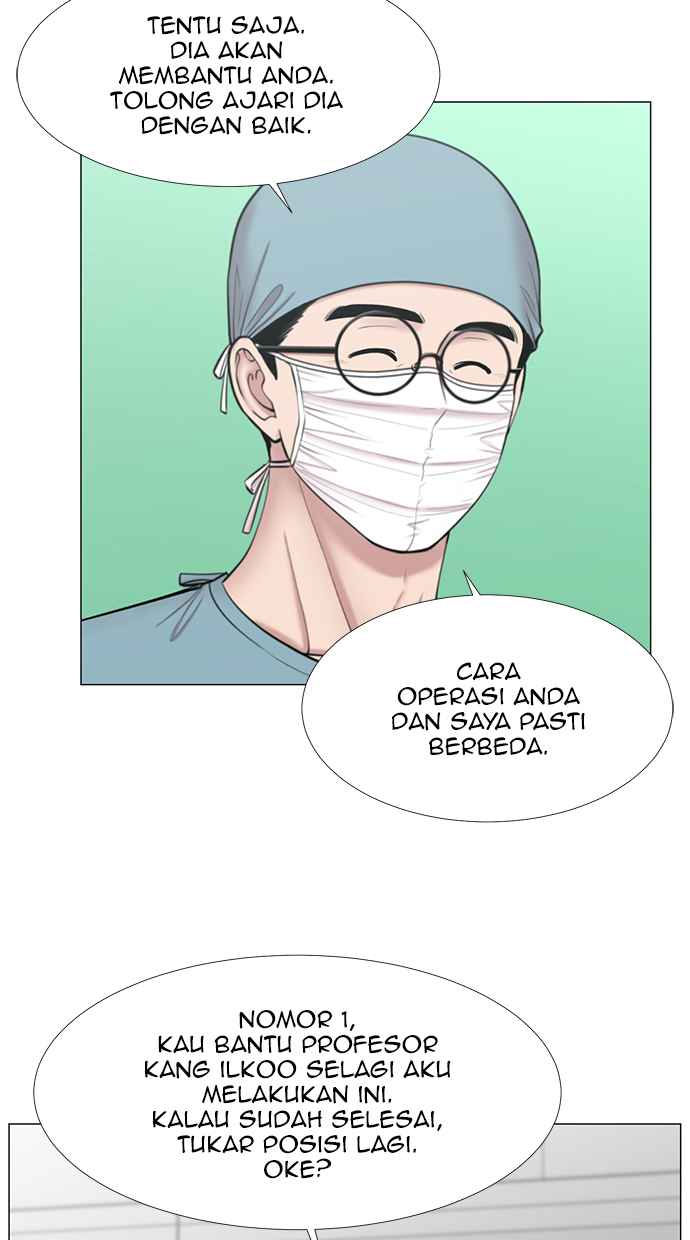 TENTU SAJA.
DIA AKAN
MEMBANTU ANDA.
TOLONG AJARI DIA
DENGAN BAIK.
CARA
OPERASI ANDA
DAN SAYA PASTI
BERBEDA.
NOMOR 1,
KAU BANTU PROFESOR
KANG ILKOO SELAGI AKU
MELAKUKAN INI.
KALAU SUDAH SELESAI,
TUKAR POSISI LAGI.
OKE?